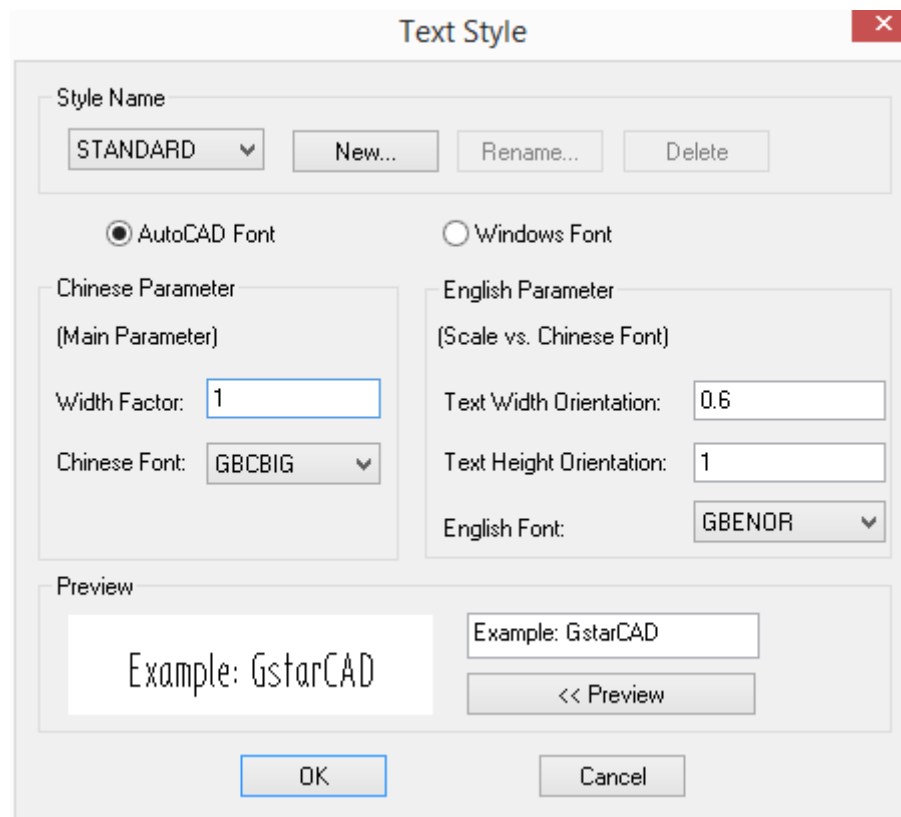 Text Style
Style Name
STANDARD New... Rename... Delete
AutoCAD Font Windows Font
Chinese Parameter English Parameter
(Main Parameter) (Scale vs. Chinese Font)
Width Factor: 1 Text Width Orientation: 0.6
Chinese Font: GBCBIG Text Height Orientation: 1
English Font: GBENOR
Preview
Example: GstarCAD Example: GstarCAD
<< Preview
OK Cancel